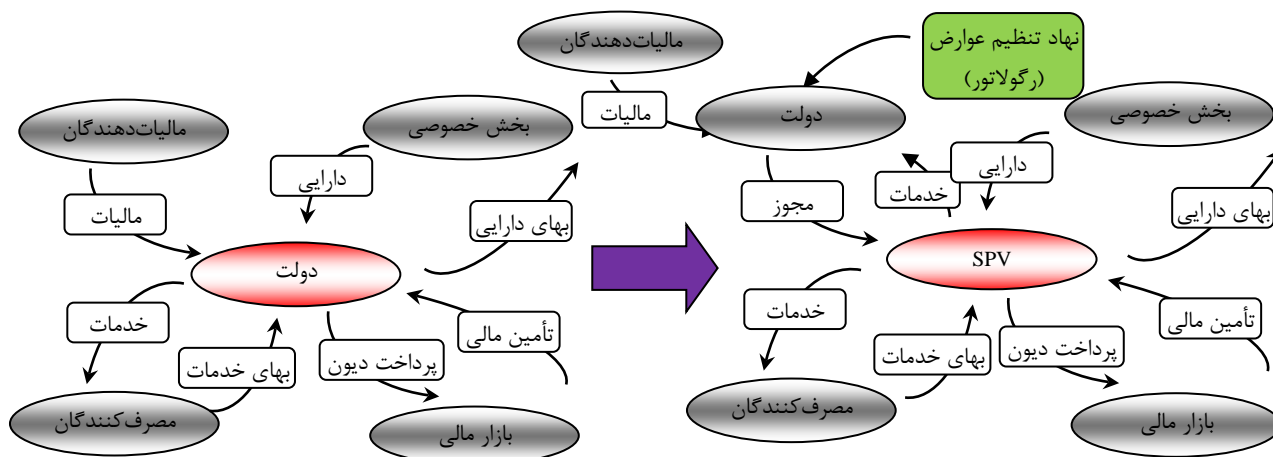 مالیات‌دهندگان
نهاد تنظیم عوارض
(رگولاتور)
مالیات
دولت
بخش خصوصی
دارایی
خدمات
مجوز
بهای دارایی
SPV
خدمات
تأمین مالی
بهای خدمات
پرداخت دیون
مصرف‌کنندگان
بازار مالی
مالیات‌دهندگان
بخش خصوصی
دارایی
مالیات
بهای دارایی
دولت
خدمات
تأمین مالی
بهای خدمات
پرداخت دیون
مصرف‌کنندگان
بازار مالی